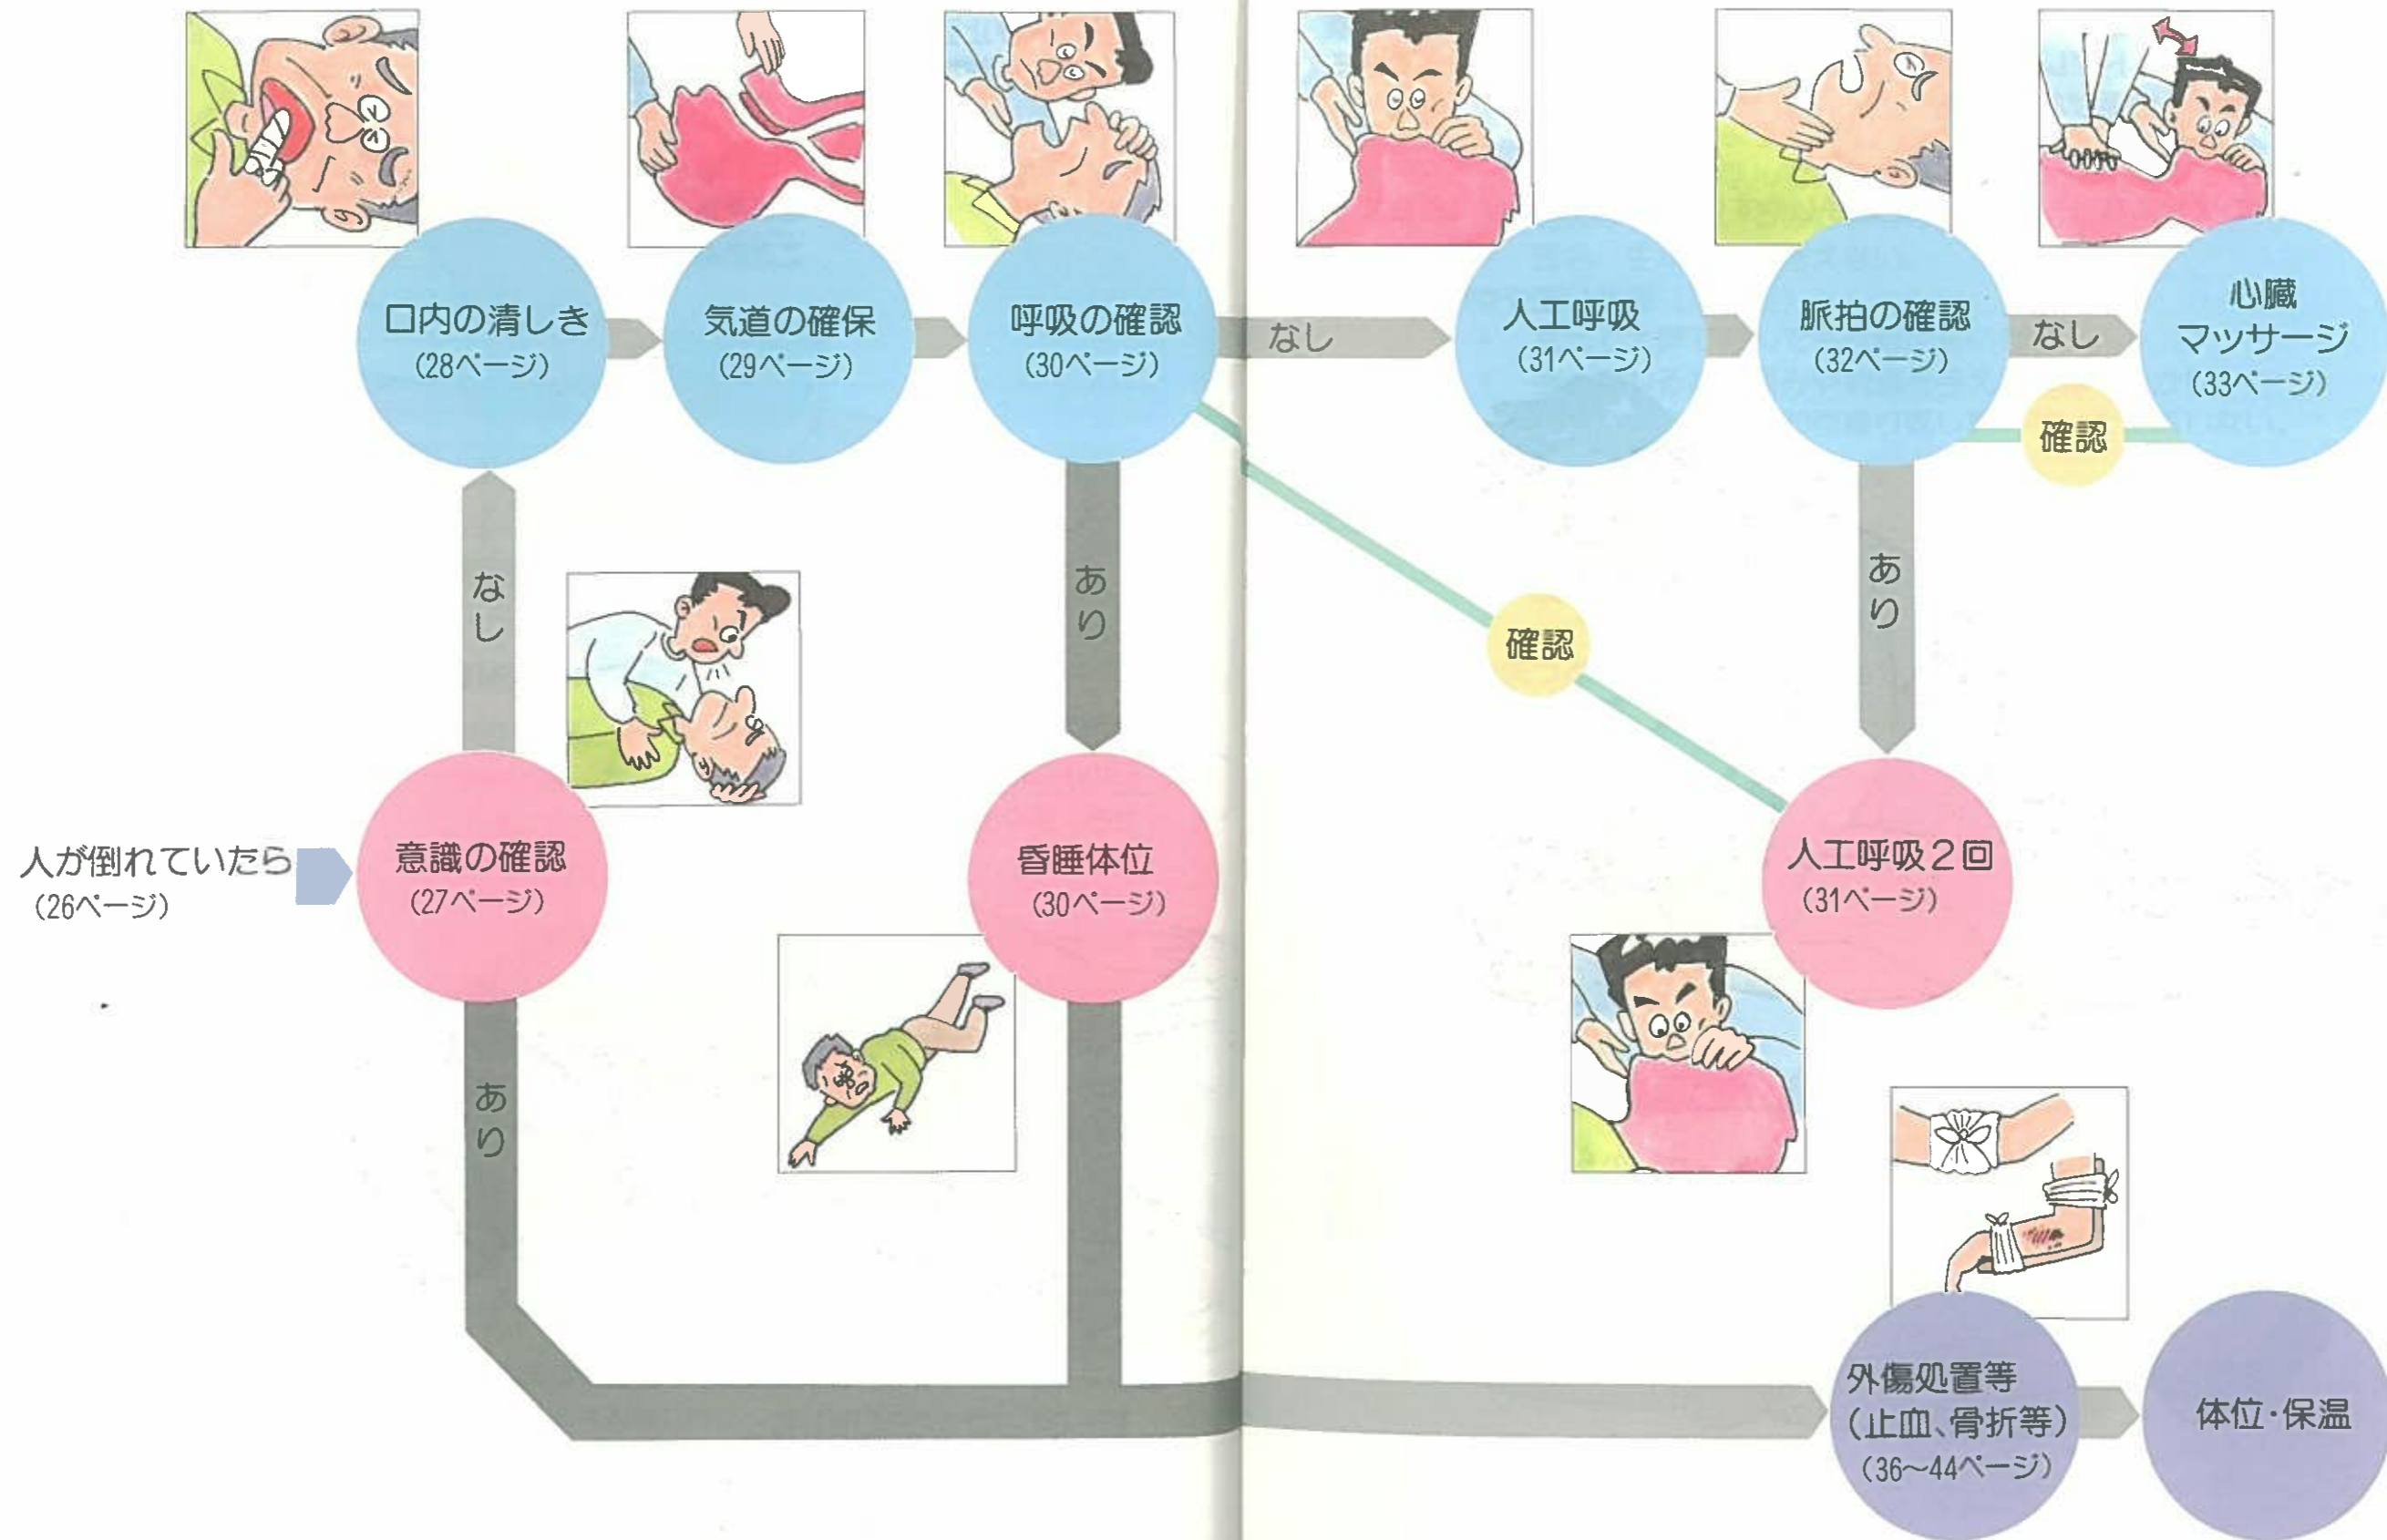 口内の清しき
(28ページ)
気道の確保
(29ページ)
呼吸の確認
(30ページ)
なし
人工呼吸
(31ページ)
脈拍の確認
(32ページ)
なし
心臓
マッサージ
(33ページ)
確認
なし
あり
確認
あり
人が倒れていたら
(26ページ)
意識の確認
(27ページ)
昏睡体位
(30ページ)
人工呼吸2回
(31ページ)
あり
外傷処置等
(止血、骨折等)
(36〜44ページ)
体位・保温